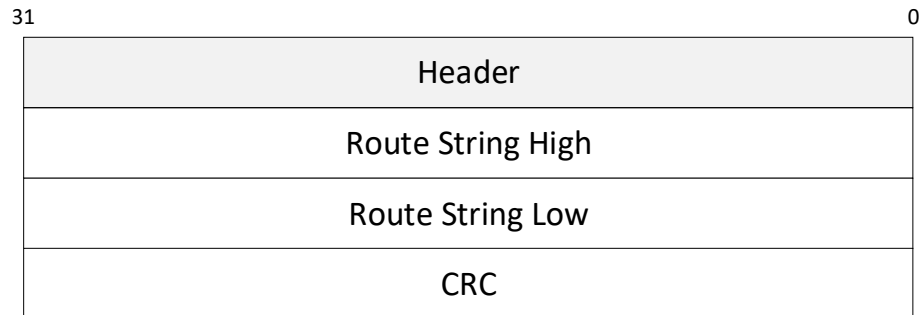 31 0
Header
Route String High
Route String Low
CRC